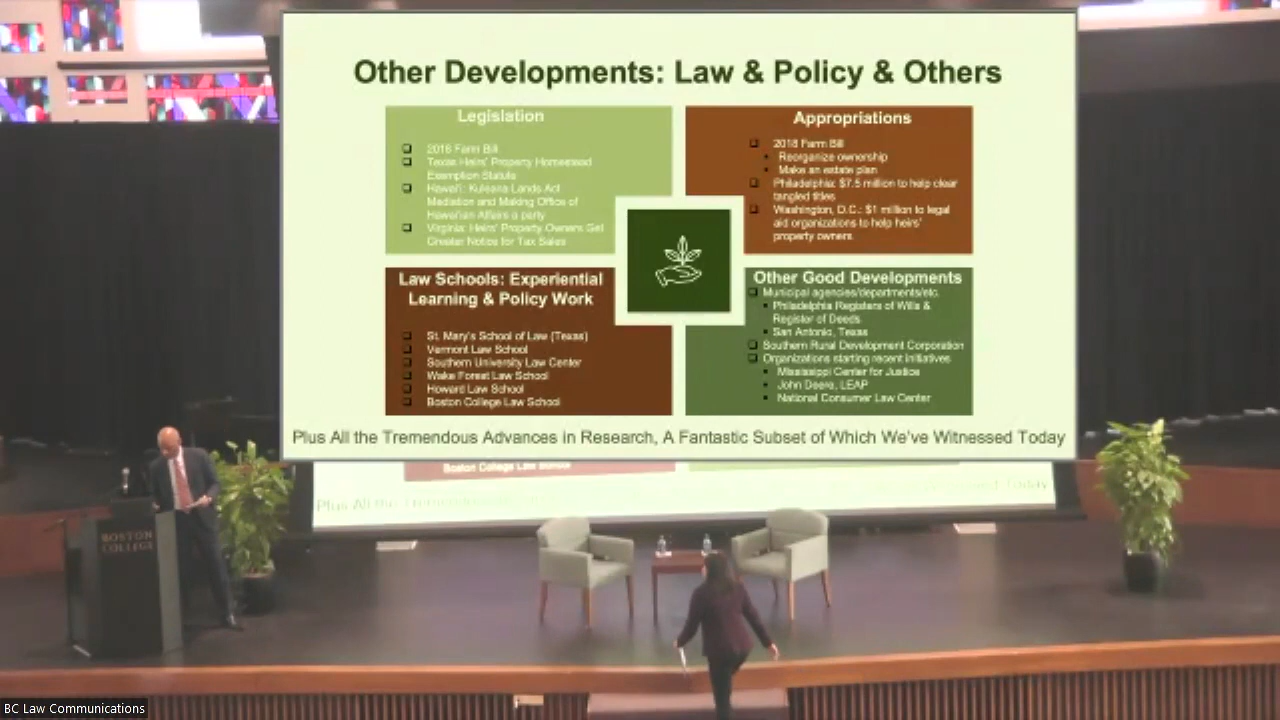 Other Developments: Law & Policy & Others
Legislation
2018 Farm Bill
Texas Heirs' Property Homestead
Exemption Statute
Hawai'i: Kuleana Lands Act
Mediation and Making Office of
Hawaiian Affairs a party
Virginia: Heirs' Property Owners Get
Greater Notice for Tax Sales
Appropriations
2018 Farm Bill
Reorganize ownership
Make an estate plan
Philadelphia: $7.5 million to help clear
tangled titles
Washington, D.C.: $1 million to legal
aid organizations to help heirs'
property owners
Law Schools: Experiential
Learning & Policy Work
St. Mary's School of Law (Texas)
Vermont Law School
Southern University Law Center
Wake Forest Law School
Howard Law School
Boston College Law School
Other Good Developments
Municipal agencies/departments/etc.
Philadelphia Registers of Wills &
Register of Deeds
San Antonio, Texas
Southern Rural Development Corporation
Organizations starting recent initiatives
Mississippi Center for Justice
John Deere, LEAP
National Consumer Law Center
Plus All the Tremendous Advances in Research, A Fantastic Subset of Which We've Witnessed Today
Boston College Law School
Plus All the Tremendous
Today
BOSTON
COLLEGE
BC Law Communications